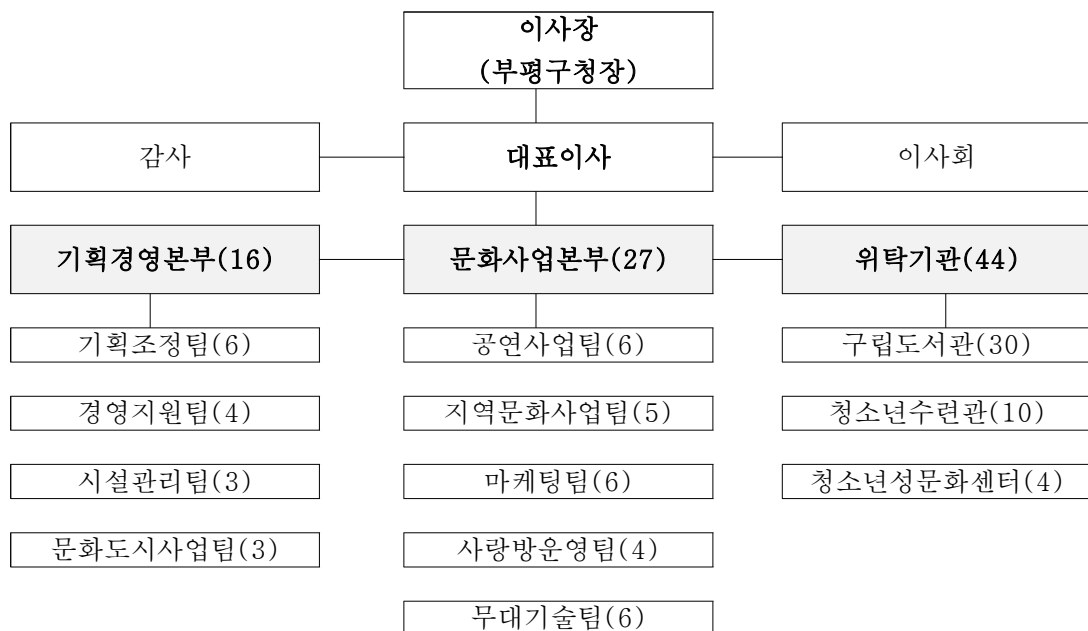 이사장
(부평구청장)
감사
대표이사
이사회
기획경영본부(16)
문화사업본부(27)
위탁기관(44)
기획조정팀(6)
공연사업팀(6)
구립도서관(30)
경영지원팀(4)
지역문화사업팀(5)
청소년수련관(10)
시설관리팀(3)
마케팅팀(6)
청소년성문화센터(4)
문화도시사업팀(3)
사랑방운영팀(4)
무대기술팀(6)